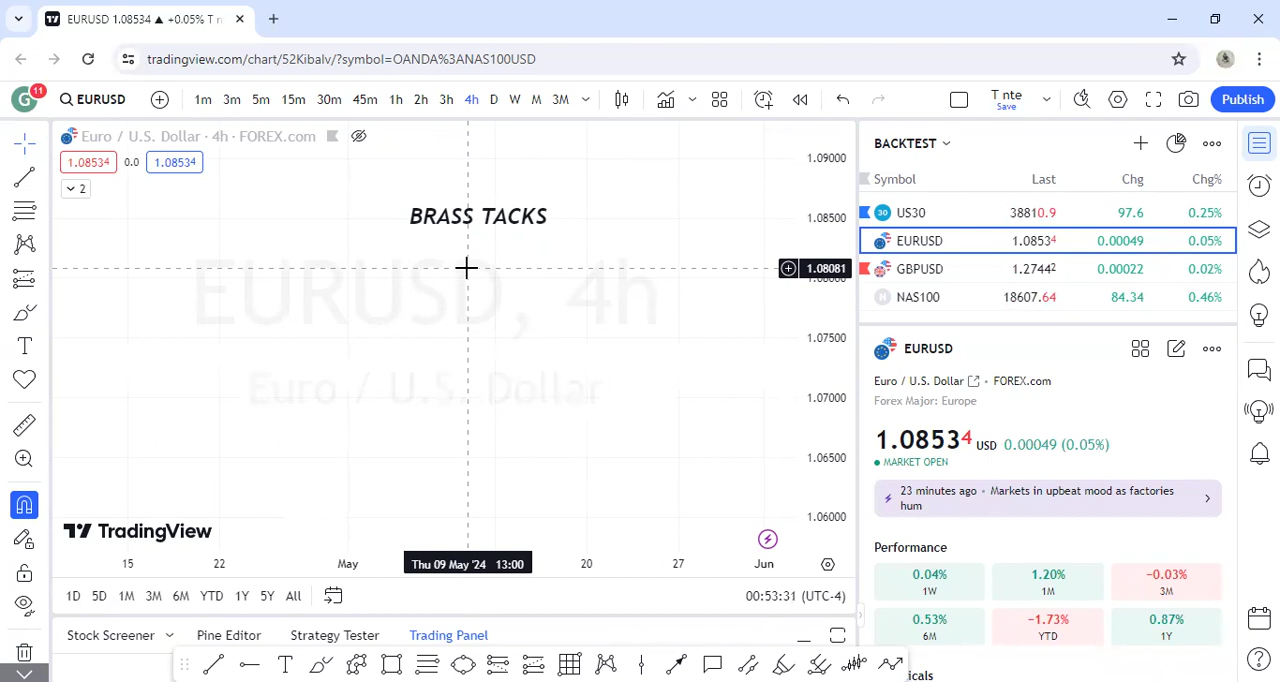 EURUSD 1.08534 ▲ +0.05% T n
tradingview.com/chart/52Kibalv/?symbol=OANDA%3ANAS100USD
G 11 EURUSD 1m 3m 5m 15m 30m 45m 1h 2h 3h 4h D W M 3M T nte Save Publish
Euro / U.S. Dollar · 4h · FOREX.com
1.08534 0.0 1.08534
2
BRASS TACKS
EURUSD, 4h
Euro / U.S. Dollar
1.09000
1.08500
1.08081
1.08000
1.07500
1.07000
1.06500
1.06000
TradingView
15 22 May Thu 09 May '24 13:00 20 27 Jun
1D 5D 1M 3M 6M YTD 1Y 5Y All 00:53:31 (UTC-4)
Stock Screener Pine Editor Strategy Tester Trading Panel
BACKTEST
Symbol Last Chg Chg%
30 US30 38810.9 97.6 0.25%
EURUSD 1.08534 0.00049 0.05%
GBPUSD 1.27442 0.00022 0.02%
N NAS100 18607.64 84.34 0.46%
EURUSD
Euro / U.S. Dollar • FOREX.com
Forex Major: Europe
1.08534 USD 0.00049 (0.05%)
MARKET OPEN
23 minutes ago • Markets in upbeat mood as factories
hum
Performance
0.04% 1.20% −0.03%
1W 1M 3M
0.53% −1.73% 0.87%
6M YTD 1Y
icals